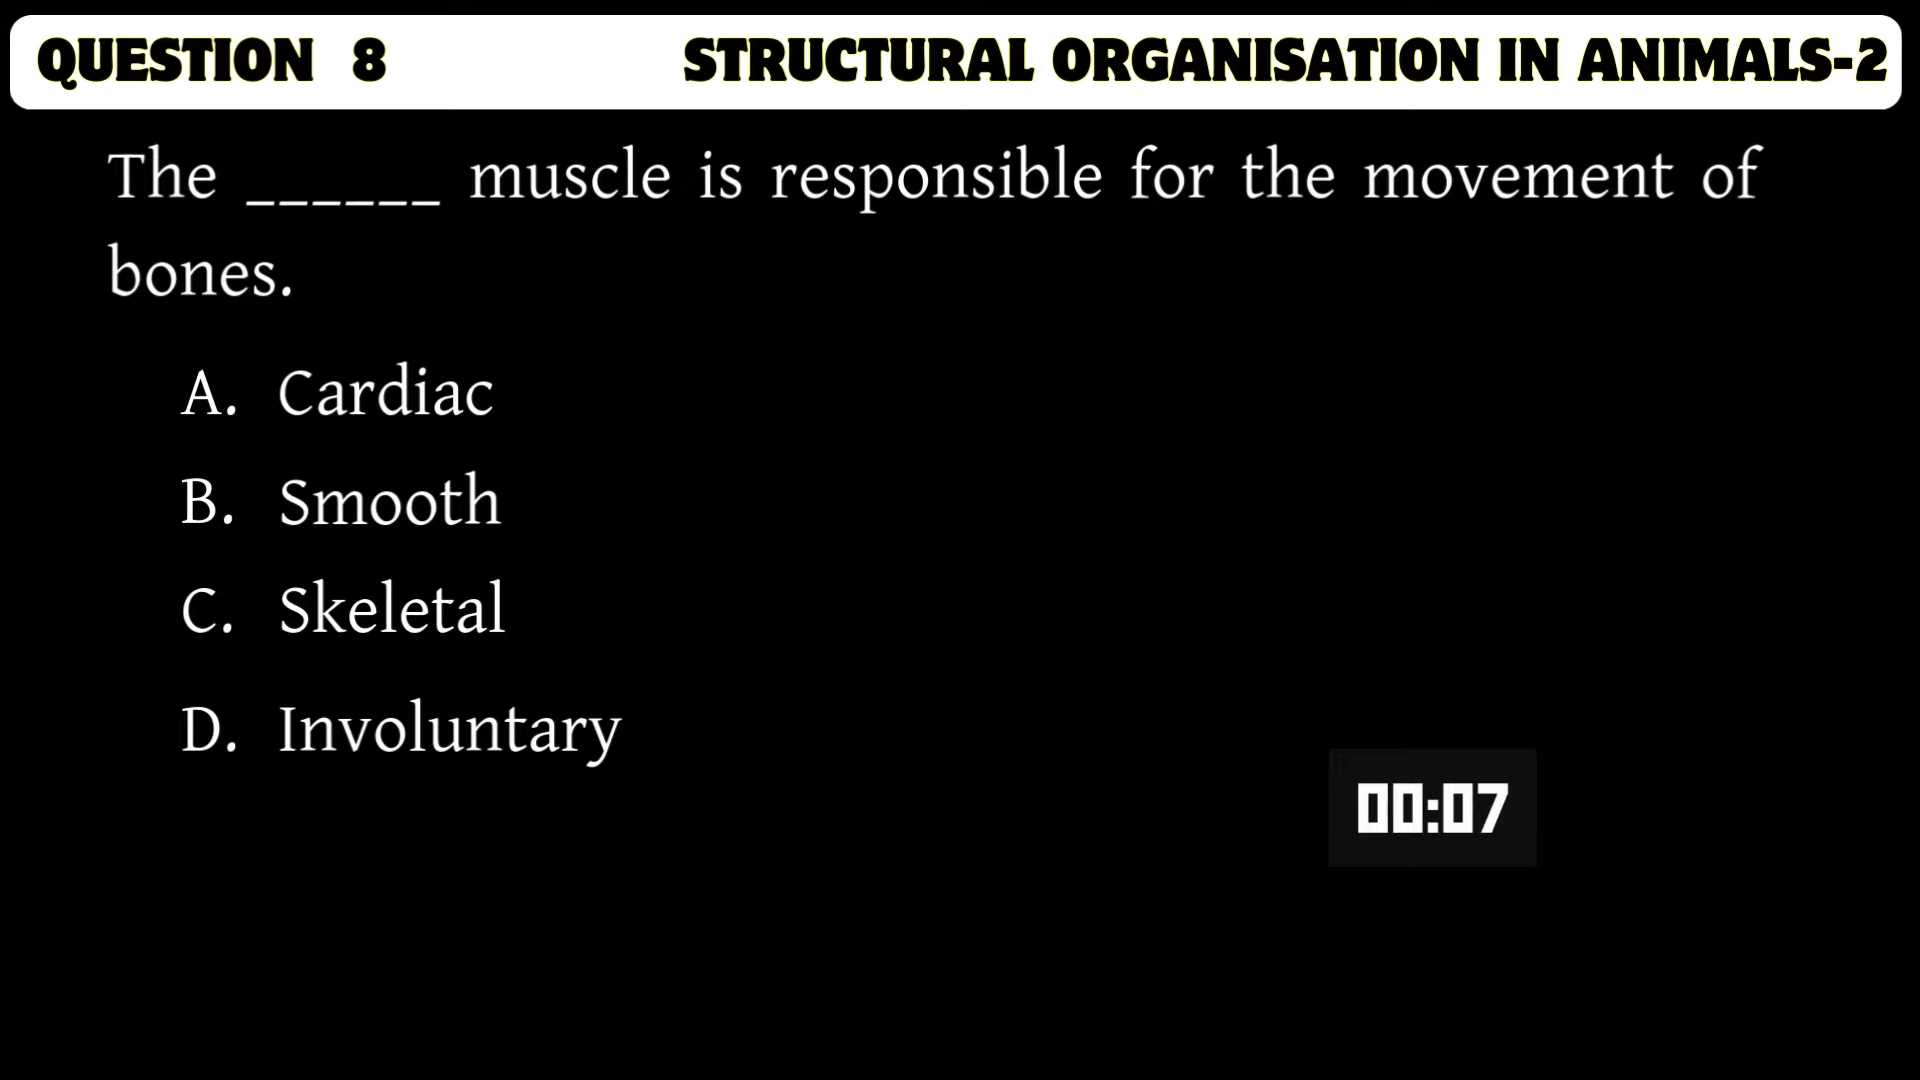 QUESTION 8 STRUCTURAL ORGANISATION IN ANIMALS-2
The ______ muscle is responsible for the movement of
bones.
A. Cardiac
B. Smooth
C. Skeletal
D. Involuntary
00:07